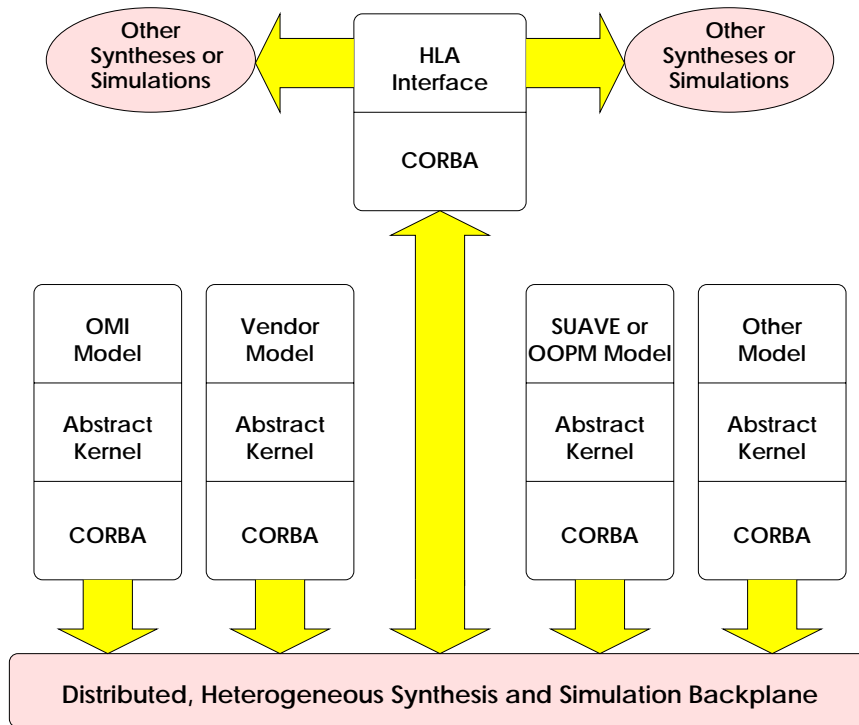 Other
Syntheses or
Simulations
HLA
Interface
CORBA
Other
Syntheses or
Simulations
OMI
Model
Abstract
Kernel
CORBA
Vendor
Model
Abstract
Kernel
CORBA
SUAVE or
OOPM Model
Abstract
Kernel
CORBA
Other
Model
Abstract
Kernel
CORBA
Distributed, Heterogeneous Synthesis and Simulation Backplane